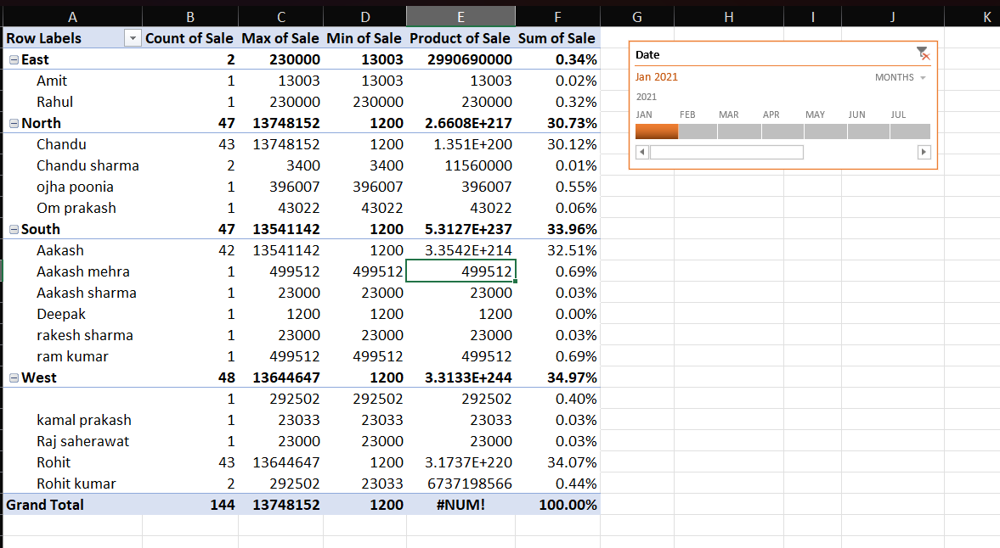 A B C D E F G H I J K
Row Labels Count of Sale Max of Sale Min of Sale Product of Sale Sum of Sale
East 2 230000 13003 2990690000 0.34%
Amit 1 13003 13003 13003 0.02%
Rahul 1 230000 230000 230000 0.32%
North 47 13748152 1200 2.6608E+217 30.73%
Chandu 43 13748152 1200 1.351E+200 30.12%
Chandu sharma 2 3400 3400 11560000 0.01%
ojha poonia 1 396007 396007 396007 0.55%
Om prakash 1 43022 43022 43022 0.06%
South 47 13541142 1200 5.3127E+237 33.96%
Aakash 42 13541142 1200 3.3542E+214 32.51%
Aakash mehra 1 499512 499512 499512 0.69%
Aakash sharma 1 23000 23000 23000 0.03%
Deepak 1 1200 1200 1200 0.00%
rakesh sharma 1 23000 23000 23000 0.03%
ram kumar 1 499512 499512 499512 0.69%
West 48 13644647 1200 3.3133E+244 34.97%
1 292502 292502 292502 0.40%
kamal prakash 1 23033 23033 23033 0.03%
Raj saherawat 1 23000 23000 23000 0.03%
Rohit 43 13644647 1200 3.1737E+220 34.07%
Rohit kumar 2 292502 23033 6737198566 0.44%
Grand Total 144 13748152 1200 #NUM! 100.00%
Date
Jan 2021 MONTHS
2021
JAN FEB MAR APR MAY JUN JUL